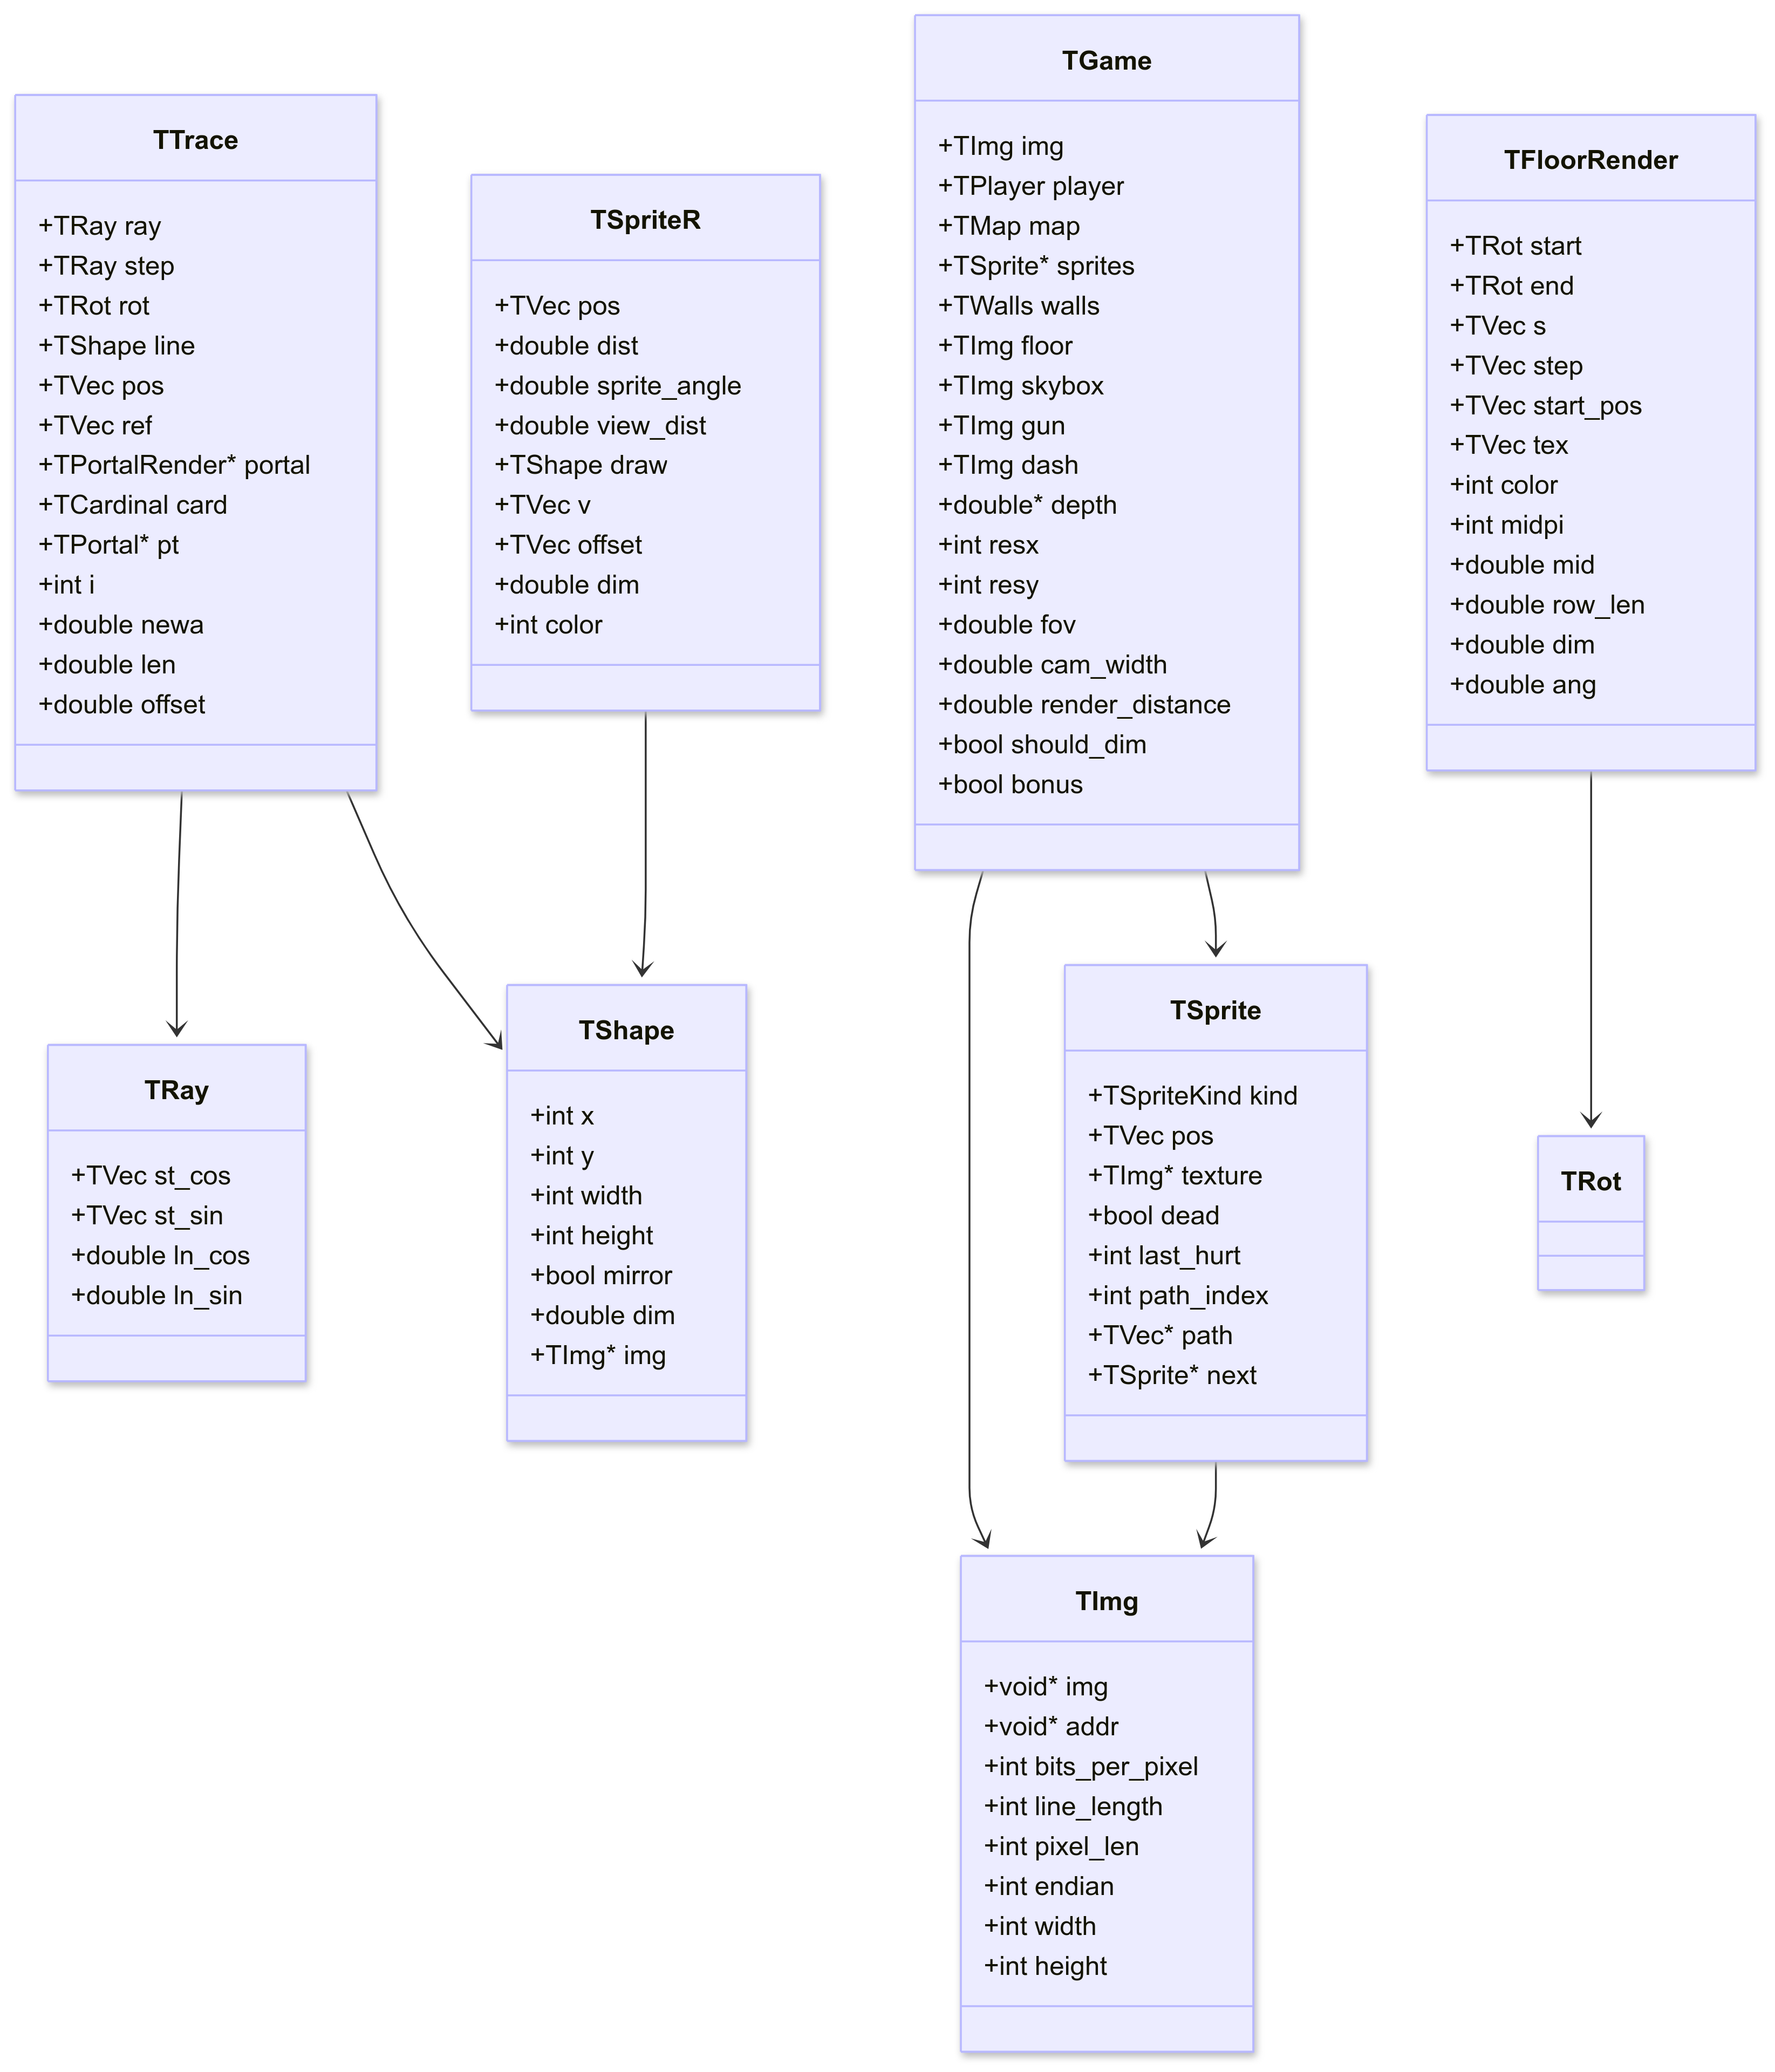 TTrace
+TRay ray
+TRay step
+TRot rot
+TShape line
+TVec pos
+TVec ref
+TPortalRender* portal
+TCardinal card
+TPortal* pt
+int i
+double newa
+double len
+double offset
TSpriteR
+TVec pos
+double dist
+double sprite_angle
+double view_dist
+TShape draw
+TVec v
+TVec offset
+double dim
+int color
TGame
+TImg img
+TPlayer player
+TMap map
+TSprite* sprites
+TWalls walls
+TImg floor
+TImg skybox
+TImg gun
+TImg dash
+double* depth
+int resx
+int resy
+double fov
+double cam_width
+double render_distance
+bool should_dim
+bool bonus
TFloorRender
+TRot start
+TRot end
+TVec s
+TVec step
+TVec start_pos
+TVec tex
+int color
+int midpi
+double mid
+double row_len
+double dim
+double ang
TRay
+TVec st_cos
+TVec st_sin
+double ln_cos
+double ln_sin
TShape
+int x
+int y
+int width
+int height
+bool mirror
+double dim
+TImg* img
TSprite
+TSpriteKind kind
+TVec pos
+TImg* texture
+bool dead
+int last_hurt
+int path_index
+TVec* path
+TSprite* next
TRot
TImg
+void* img
+void* addr
+int bits_per_pixel
+int line_length
+int pixel_len
+int endian
+int width
+int height